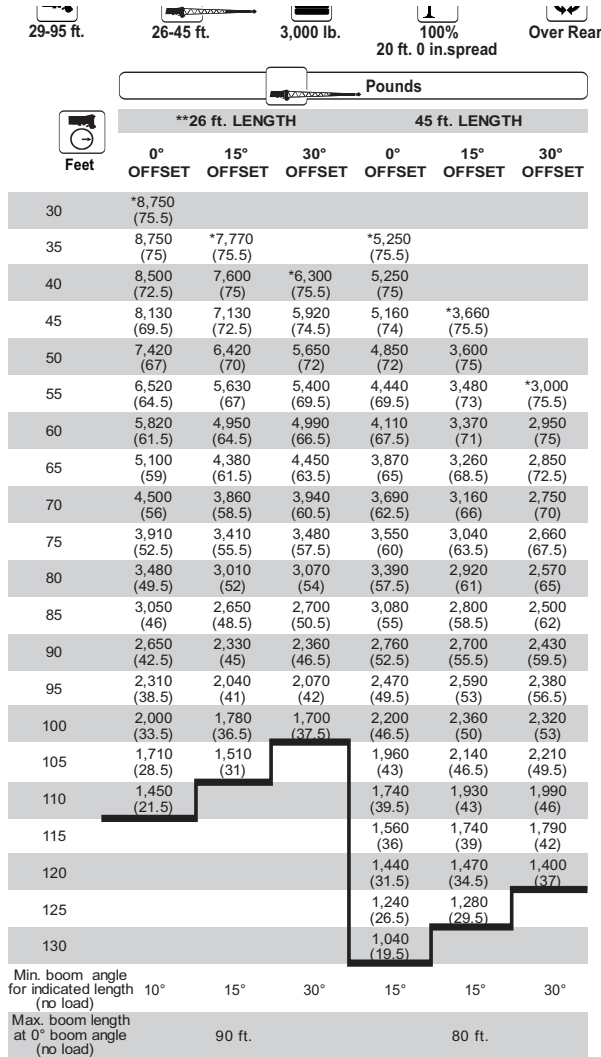 29-95 ft. 26-45 ft. 3,000 lb. 100% Over Rear
20 ft. 0 in.spread
Pounds
**26 ft. LENGTH 45 ft. LENGTH
Feet
0° 15° 30° 0° 15° 30°
OFFSET OFFSET OFFSET OFFSET OFFSET OFFSET
30 *8,750
(75.5)
35 8,750 *7,770 *5,250
(75) (75.5) (75.5)
40 8,500 7,600 *6,300 5,250
(72.5) (75) (75.5) (75)
45 8,130 7,130 5,920 5,160 *3,660
(69.5) (72.5) (74.5) (74) (75.5)
50 7,420 6,420 5,650 4,850 3,600
(67) (70) (72) (72) (75)
55 6,520 5,630 5,400 4,440 3,480 *3,000
(64.5) (67) (69.5) (69.5) (73) (75.5)
60 5,820 4,950 4,990 4,110 3,370 2,950
(61.5) (64.5) (66.5) (67.5) (71) (75)
65 5,100 4,380 4,450 3,870 3,260 2,850
(59) (61.5) (63.5) (65) (68.5) (72.5)
70 4,500 3,860 3,940 3,690 3,160 2,750
(56) (58.5) (60.5) (62.5) (66) (70)
75 3,910 3,410 3,480 3,550 3,040 2,660
(52.5) (55.5) (57.5) (60) (63.5) (67.5)
80 3,480 3,010 3,070 3,390 2,920 2,570
(49.5) (52) (54) (57.5) (61) (65)
85 3,050 2,650 2,700 3,080 2,800 2,500
(46) (48.5) (50.5) (55) (58.5) (62)
90 2,650 2,330 2,360 2,760 2,700 2,430
(42.5) (45) (46.5) (52.5) (55.5) (59.5)
95 2,310 2,040 2,070 2,470 2,590 2,380
(38.5) (41) (42) (49.5) (53) (56.5)
100 2,000 1,780 1,700 2,200 2,360 2,320
(33.5) (36.5) (37.5) (46.5) (50) (53)
105 1,710 1,510 1,960 2,140 2,210
(28.5) (31) (43) (46.5) (49.5)
110 1,450 1,740 1,930 1,990
(21.5) (39.5) (43) (46)
115 1,560 1,740 1,790
(36) (39) (42)
120 1,440 1,470 1,400
(31.5) (34.5) (37)
125 1,240 1,280
(26.5) (29.5)
130 1,040
(19.5)
Min. boom angle
for indicated length 10° 15° 30° 15° 15° 30°
(no load)
Max. boom length
at 0° boom angle 90 ft. 80 ft.
(no load)